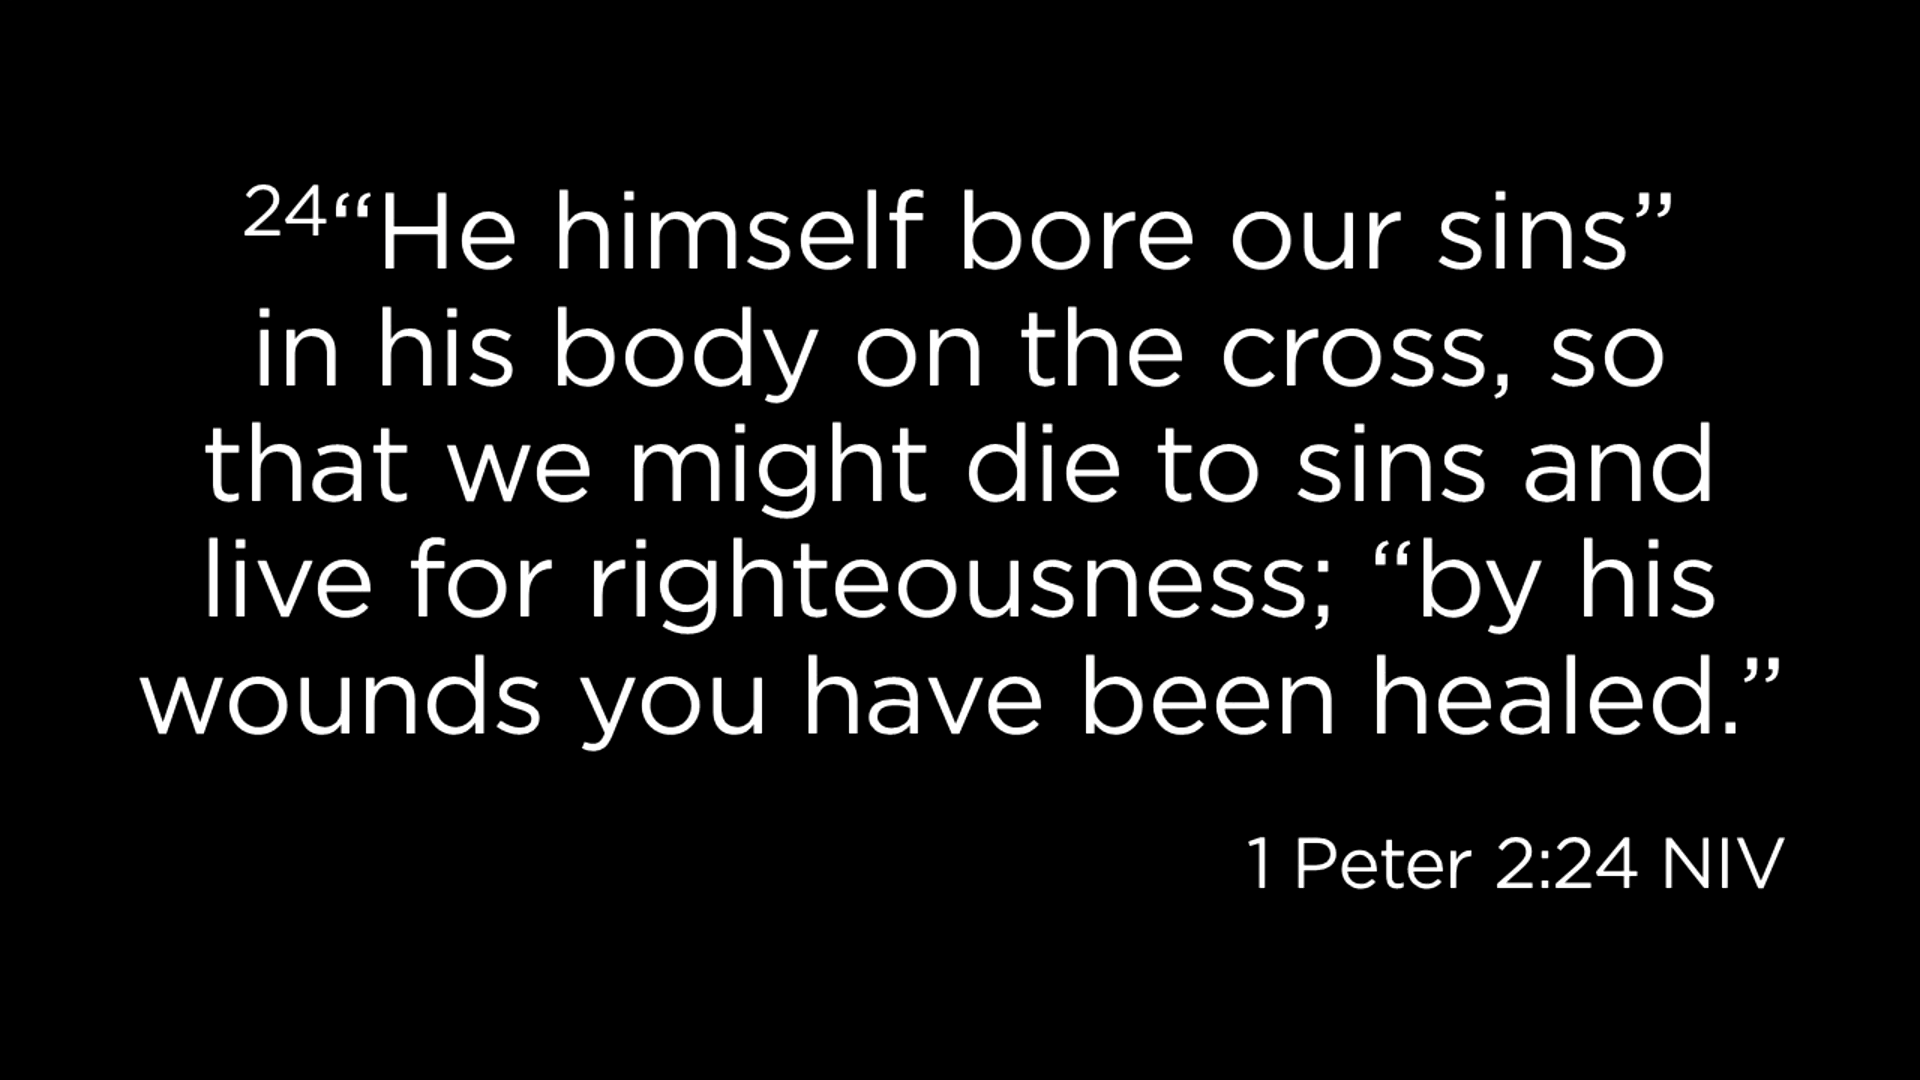 24“He himself bore our sins”
in his body on the cross, so
that we might die to sins and
live for righteousness; “by his
wounds you have been healed.”
1 Peter 2:24 NIV